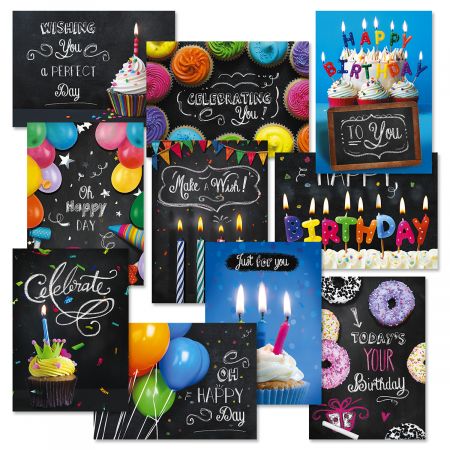 WISHING
You
a PERFECT
Day
CELEBRATING
You!
HAPPY
BIRTHDAY
TO You
Oh
Happy
DAY
Make a Wish!
HAPPY
BIRTHDAY
Celebrate
Just for you
OH
HAPPY
Day
TODAY'S
YOUR
Birthday